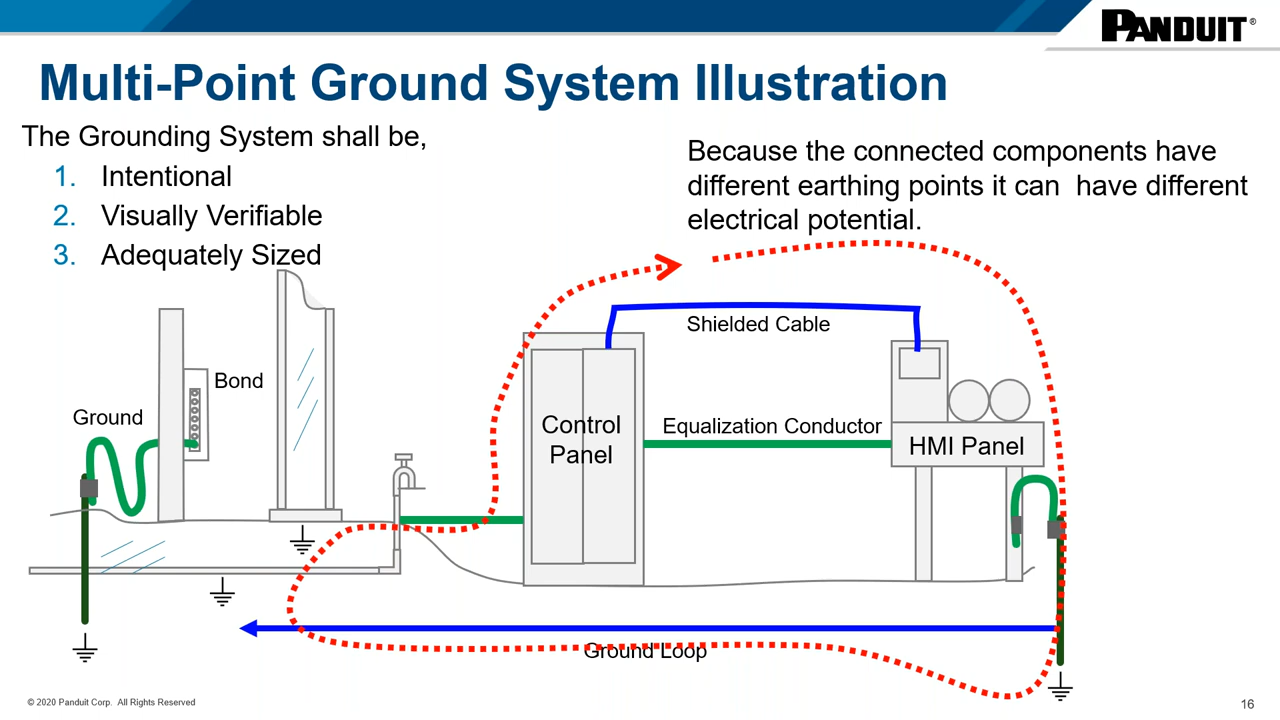 PANDUIT®
Multi-Point Ground System Illustration
The Grounding System shall be,
1. Intentional
2. Visually Verifiable
3. Adequately Sized
Because the connected components have
different earthing points it can have different
electrical potential.
Shielded Cable
Bond
Ground
Control
Panel
Equalization Conductor
HMI Panel
Ground Loop
© 2020 Panduit Corp. All Rights Reserved
16